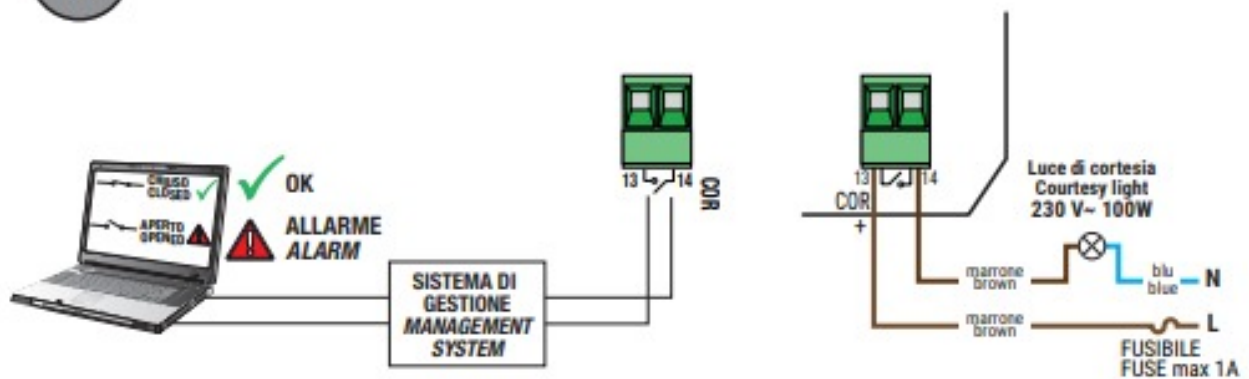 CHIUSO
CLOSED
APERTO
OPENED
OK
ALLARME
ALARM
SISTEMA DI
GESTIONE
MANAGEMENT
SYSTEM
13 14
COR
13 14
COR
+
Luce di cortesia
Courtesy light
230 V~ 100W
marrone
brown
blu
blue
N
marrone
brown
L
FUSIBILE
FUSE max 1A